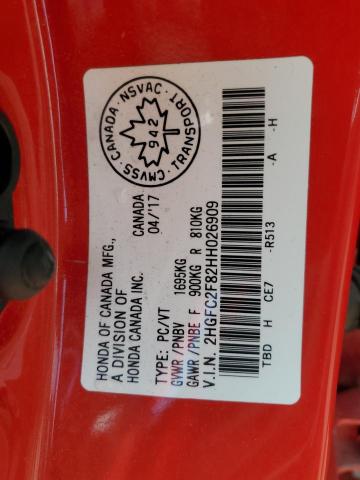 HONDA OF CANADA MFG.,
A DIVISION OF
HONDA CANADA INC.
CANADA
04/'17
CMVSS·CANADA·NSVAC·TRANSPORT·
942
TYPE: PC/VT
GVWR /PNBV 1695KG
GAWR /PNBE F 900KG R 810KG
V.I.N. 2HGFC2F82HH026909
TBD H CE7 -R513 -A -H